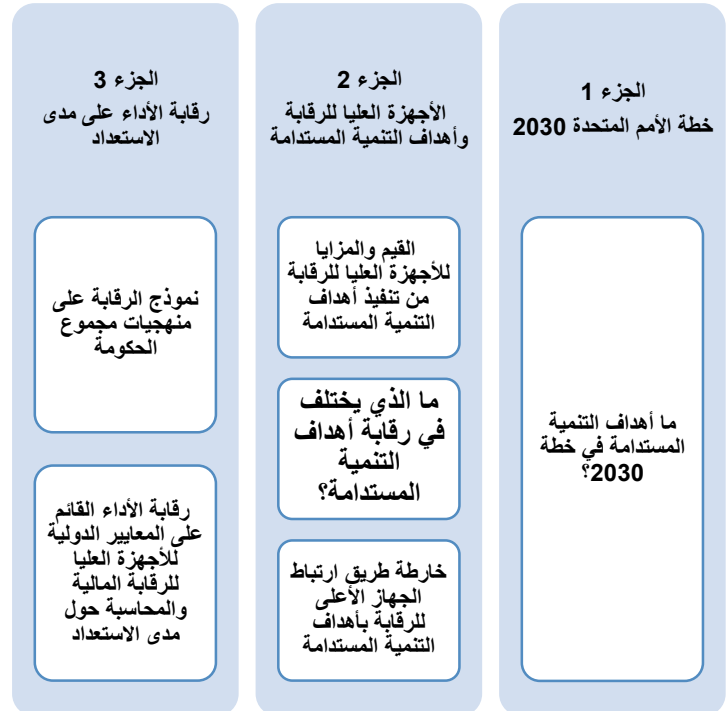 الجزء 1
خطة الأمم المتحدة 2030
ما أهداف التنمية
المستدامة في خطة
2030؟
الجزء 2
الأجهزة العليا للرقابة
وأهداف التنمية المستدامة
القيم والمزايا
للأجهزة العليا للرقابة
من تنفيذ أهداف
التنمية المستدامة
ما الذي يختلف
في رقابة أهداف
التنمية
المستدامة؟
خارطة طريق ارتباط
الجهاز الأعلى
للرقابة بأهداف
التنمية المستدامة
الجزء 3
رقابة الأداء على مدى
الاستعداد
نموذج الرقابة على
منهجيات مجموع
الحكومة
رقابة الأداء القائم
على المعايير الدولية
للأجهزة العليا
للرقابة المالية
والمحاسبة حول
مدى الاستعداد